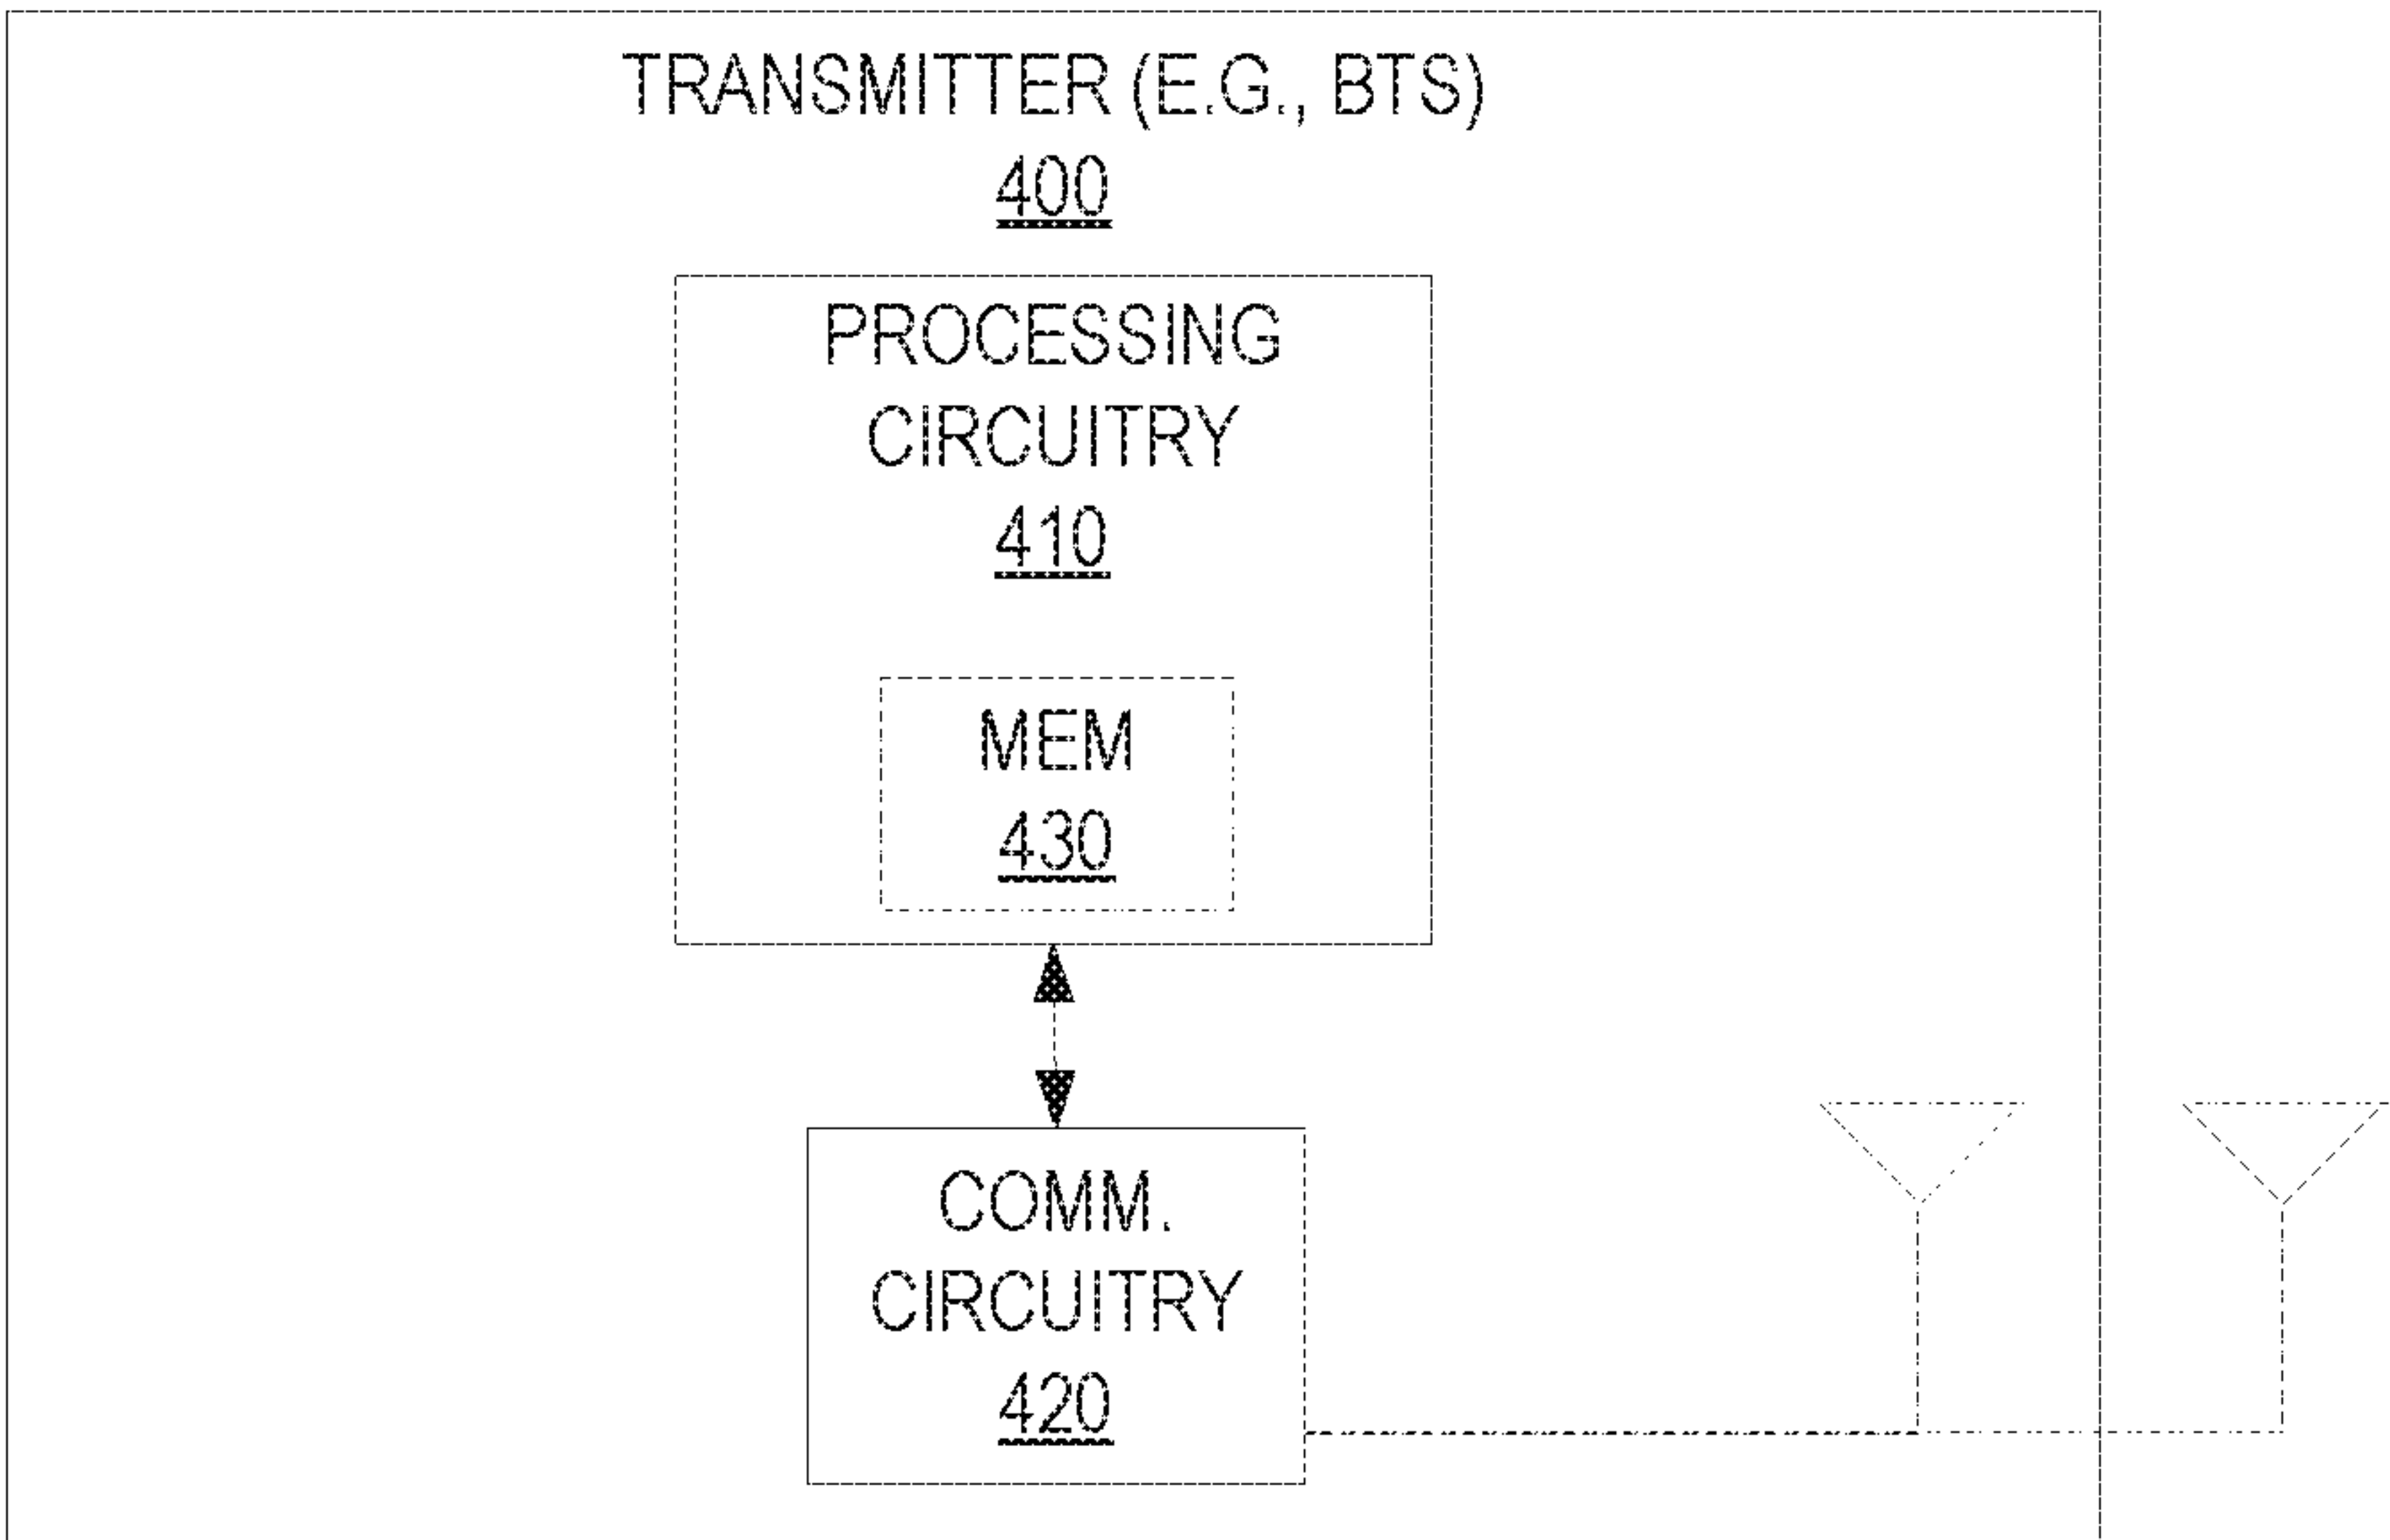 TRANSMITTER (E.G., BTS)
400
PROCESSING
CIRCUITRY
410
MEM
430
COMM.
CIRCUITRY
420